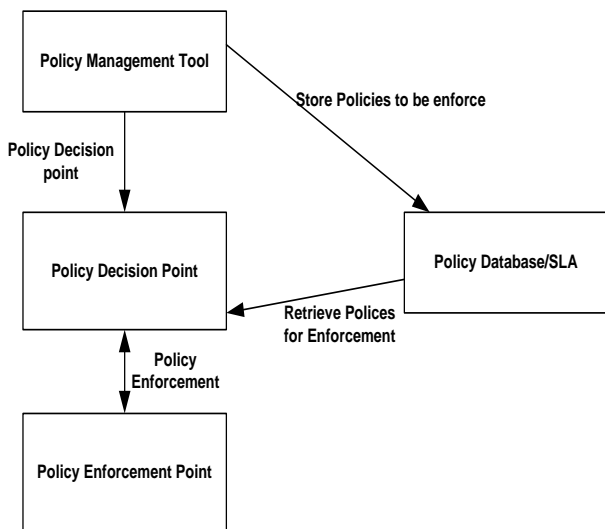 Policy Management Tool
Store Policies to be enforce
Policy Decision
point
Policy Decision Point
Policy Database/SLA
Retrieve Polices
for Enforcement
Policy
Enforcement
Policy Enforcement Point